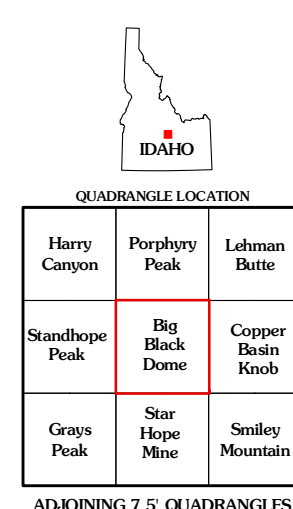 IDAHO
QUADRANGLE LOCATION
Harry Canyon
Porphyry Peak
Lehman Butte
Standhope Peak
Big Black Dome
Copper Basin Knob
Grays Peak
Star Hope Mine
Smiley Mountain
ADJOINING 7.5' QUADRANGLES